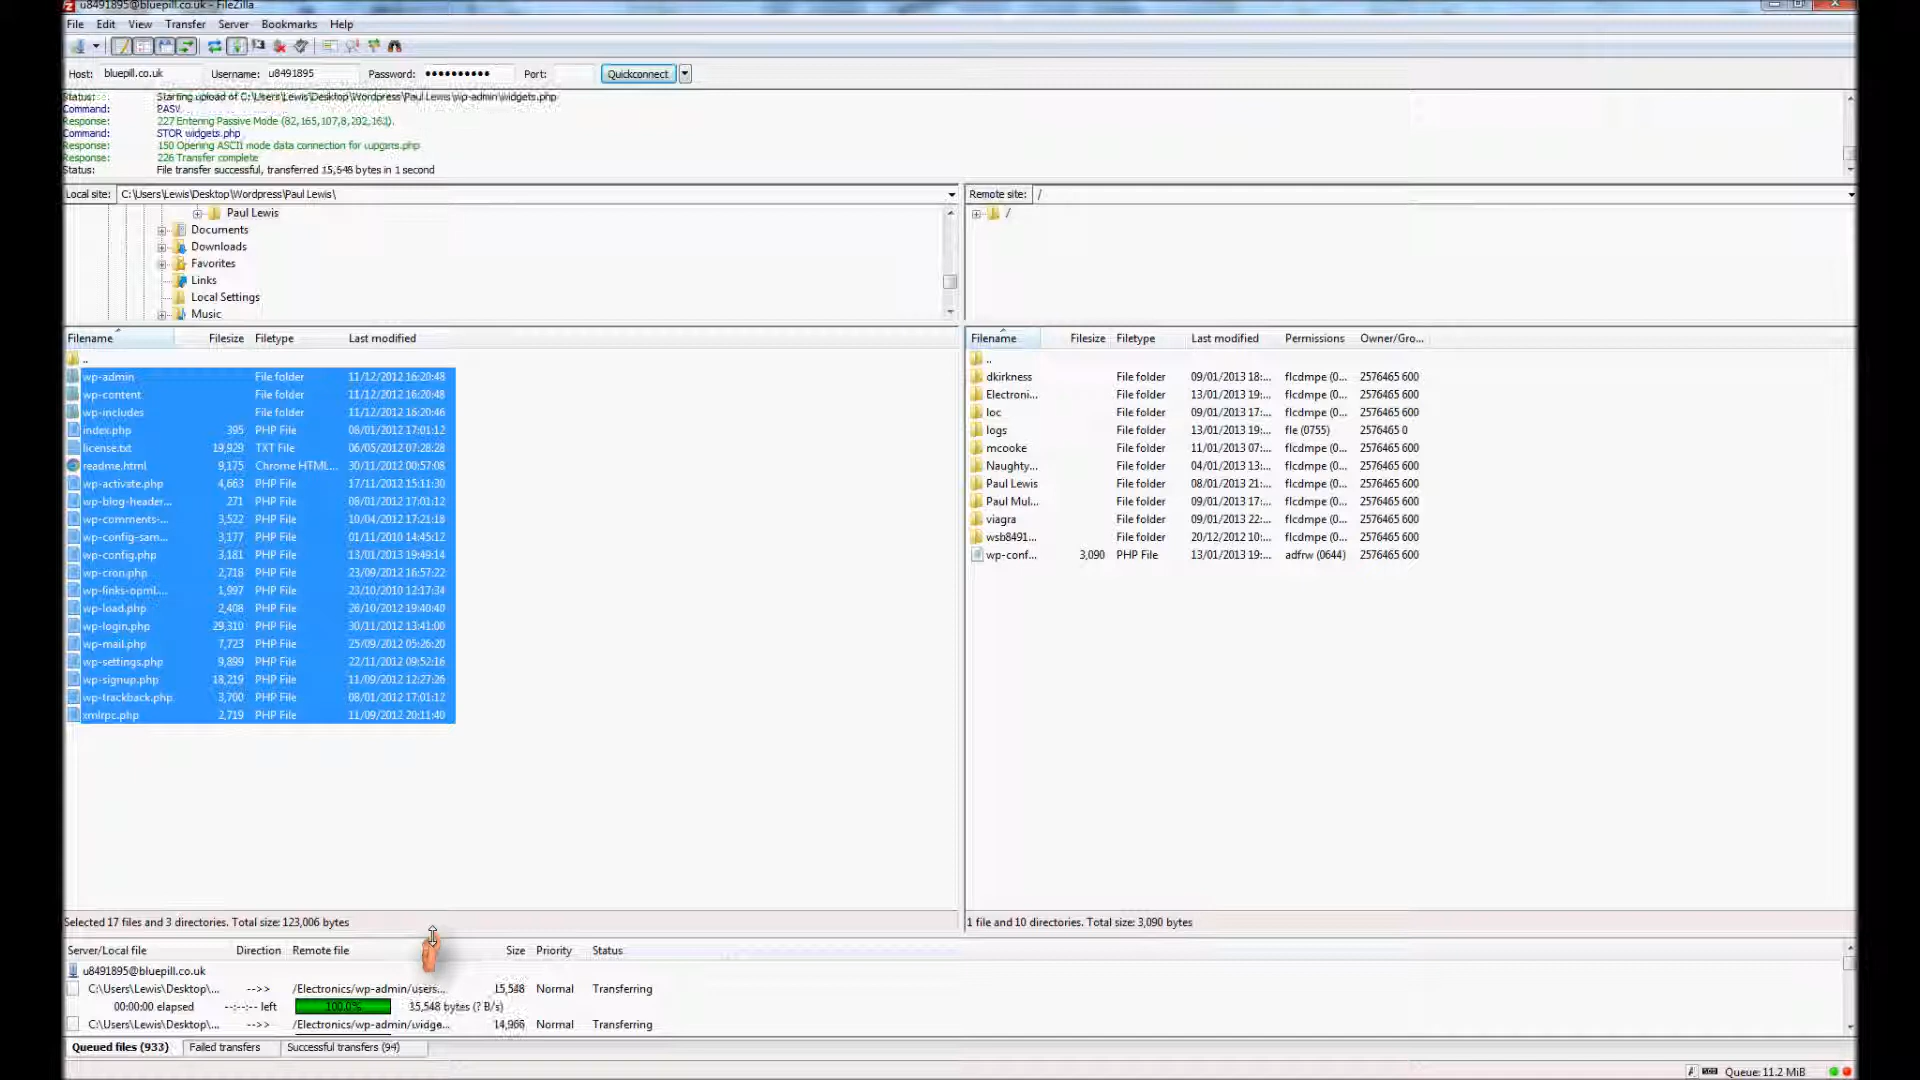 u8491895@bluepill.co.uk - FileZilla
File Edit View Transfer Server Bookmarks Help
Host: bluepill.co.uk Username: u8491895 Password: •••••••••• Port: Quickconnect
Status: Starting upload of C:\Users\Lewis\Desktop\Wordpress\Paul Lewis\wp-admin\widgets.php
Command: PASV
Response: 227 Entering Passive Mode (82,165,107,8,202,161).
Command: STOR widgets.php
Response: 150 Opening ASCII mode data connection for
Response: 226 Transfer complete
Status: File transfer successful, transferred 15,548 bytes in 1 second
Local site: C:\Users\Lewis\Desktop\Wordpress\Paul Lewis\
Paul Lewis
Documents
Downloads
Favorites
Links
Local Settings
Music
Remote site: /
/
Filename Filesize Filetype Last modified
..
wp-admin File folder 11/12/2012 16:20:48
wp-content File folder 11/12/2012 16:20:48
wp-includes File folder 11/12/2012 16:20:46
index.php 395 PHP File 08/01/2012 17:01:12
license.txt 19,929 TXT File 06/05/2012 07:28:28
readme.html 9,175 Chrome HTML... 30/11/2012 00:57:08
wp-activate.php 4,663 PHP File 17/11/2012 15:11:30
wp-blog-header... 271 PHP File 08/01/2012 17:01:12
wp-comments-... 3,522 PHP File 10/04/2012 17:21:18
wp-config-sam... 3,177 PHP File 01/11/2010 14:45:12
wp-config.php 3,181 PHP File 13/01/2013 19:49:14
wp-cron.php 2,718 PHP File 23/09/2012 16:57:22
wp-links-opml.... 1,997 PHP File 23/10/2010 12:17:34
wp-load.php 2,408 PHP File 26/10/2012 19:40:40
wp-login.php 29,310 PHP File 30/11/2012 13:41:00
wp-mail.php 7,723 PHP File 25/09/2012 05:26:20
wp-settings.php 9,899 PHP File 22/11/2012 09:52:16
wp-signup.php 18,219 PHP File 11/09/2012 12:27:26
wp-trackback.php 3,700 PHP File 08/01/2012 17:01:12
xmlrpc.php 2,719 PHP File 11/09/2012 20:11:40
Selected 17 files and 3 directories. Total size: 123,006 bytes
Filename Filesize Filetype Last modified Permissions Owner/Gro...
..
dkirkness File folder 09/01/2013 18:... flcdmpe (0... 2576465 600
Electroni... File folder 13/01/2013 19:... flcdmpe (0... 2576465 600
loc File folder 09/01/2013 17:... flcdmpe (0... 2576465 600
logs File folder 13/01/2013 19:... fle (0755) 2576465 0
mcooke File folder 11/01/2013 07:... flcdmpe (0... 2576465 600
Naughty... File folder 04/01/2013 13:... flcdmpe (0... 2576465 600
Paul Lewis File folder 08/01/2013 21:... flcdmpe (0... 2576465 600
Paul Mul... File folder 09/01/2013 17:... flcdmpe (0... 2576465 600
viagra File folder 09/01/2013 22:... flcdmpe (0... 2576465 600
wsb8491... File folder 20/12/2012 10:... flcdmpe (0... 2576465 600
wp-conf... 3,090 PHP File 13/01/2013 19:... adfrw (0644) 2576465 600
1 file and 10 directories. Total size: 3,090 bytes
Server/Local file Direction Remote file Size Priority Status
u8491895@bluepill.co.uk
C:\Users\Lewis\Desktop\... -->> /Electronics/wp-admin/users... 15,548 Normal Transferring
00:00:00 elapsed --:--:-- left 100.0% 15,548 bytes (? B/s)
C:\Users\Lewis\Desktop\... -->> /Electronics/wp-admin/widge... 14,966 Normal Transferring
Queued files (933) Failed transfers Successful transfers (94)
Queue: 11.2 MiB